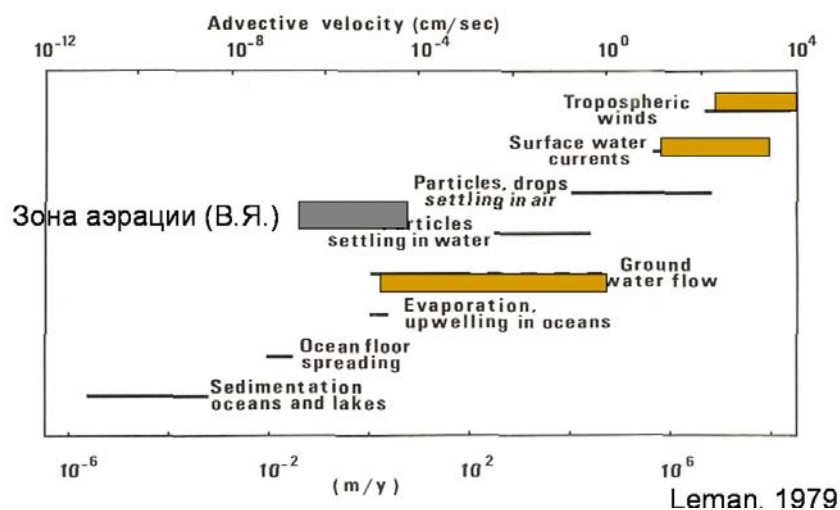 Advective velocity (cm/sec)
10^-12 10^-8 10^-4 10^0 10^4
Tropospheric
winds
Surface water
currents
Particles, drops
settling in air
Зона аэрации (В.Я.)
settling in water
Ground
water flow
Evaporation,
upwelling in oceans
Ocean floor
spreading
Sedimentation
oceans and lakes
10^-6 10^-2 10^2 10^6
(m/y)
Leman, 1979